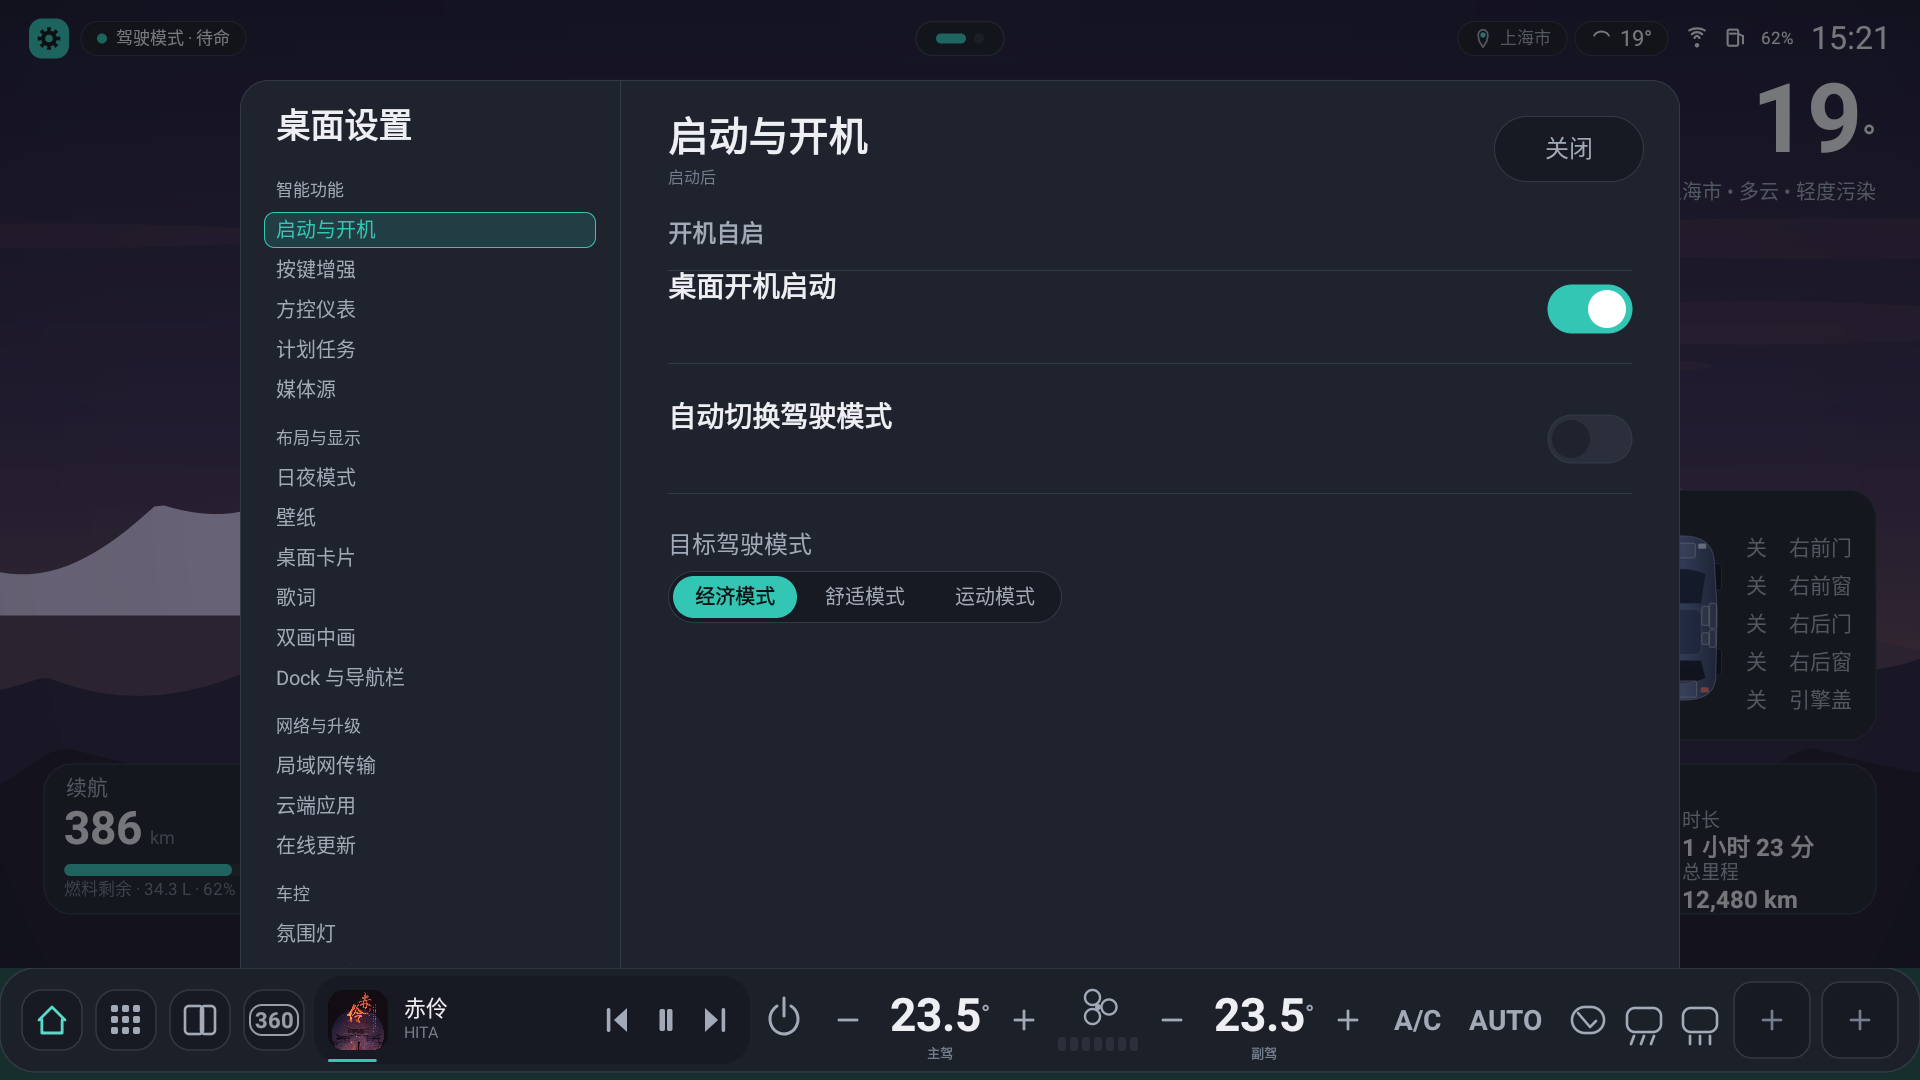 驾驶模式 · 待命
上海市
19°
62%
15:21
19°
海市 • 多云 • 轻度污染
桌面设置
智能功能
启动与开机
按键增强
方控仪表
计划任务
媒体源
布局与显示
日夜模式
壁纸
桌面卡片
歌词
双画中画
Dock 与导航栏
网络与升级
局域网传输
云端应用
在线更新
车控
氛围灯
启动与开机
启动后
关闭
开机自启
桌面开机启动
自动切换驾驶模式
目标驾驶模式
经济模式
舒适模式
运动模式
关 右前门
关 右前窗
关 右后门
关 右后窗
关 引擎盖
续航
386 km
燃料剩余 · 34.3 L · 62%
时长
1 小时 23 分
总里程
12,480 km
360
赤伶
赤伶
HITA
23.5°
主驾
23.5°
副驾
A/C
AUTO